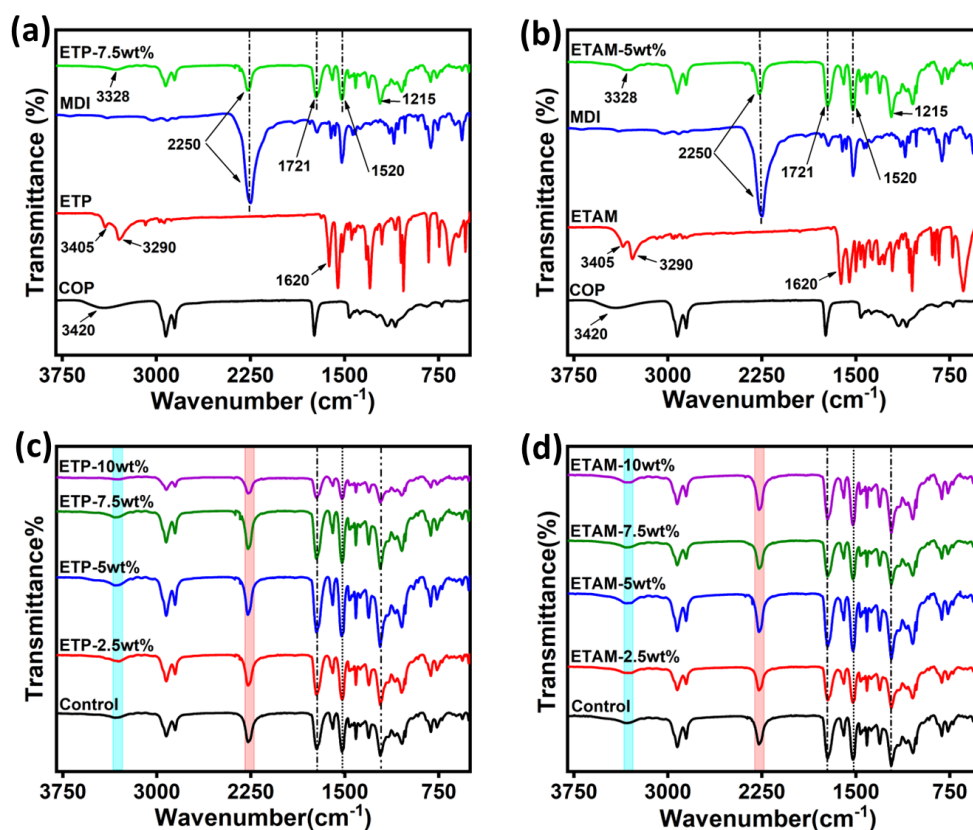 (a)
ETP-7.5wt%
3328
MDI
1215
2250
1721
1520
ETP
3405
3290
1620
COP
3420
Transmittance (%)
3750 3000 2250 1500 750
Wavenumber (cm⁻¹)
(b)
ETAM-5wt%
3328
MDI
1215
2250
1721
1520
ETAM
3405
3290
1620
COP
3420
Transmittance (%)
3750 3000 2250 1500 750
Wavenumber (cm⁻¹)
(c)
ETP-10wt%
ETP-7.5wt%
ETP-5wt%
ETP-2.5wt%
Control
Transmittance%
3750 3000 2250 1500 750
Wavenumber(cm⁻¹)
(d)
ETAM-10wt%
ETAM-7.5wt%
ETAM-5wt%
ETAM-2.5wt%
Control
Transmittance(%)
3750 3000 2250 1500 750
Wavenumber(cm⁻¹)